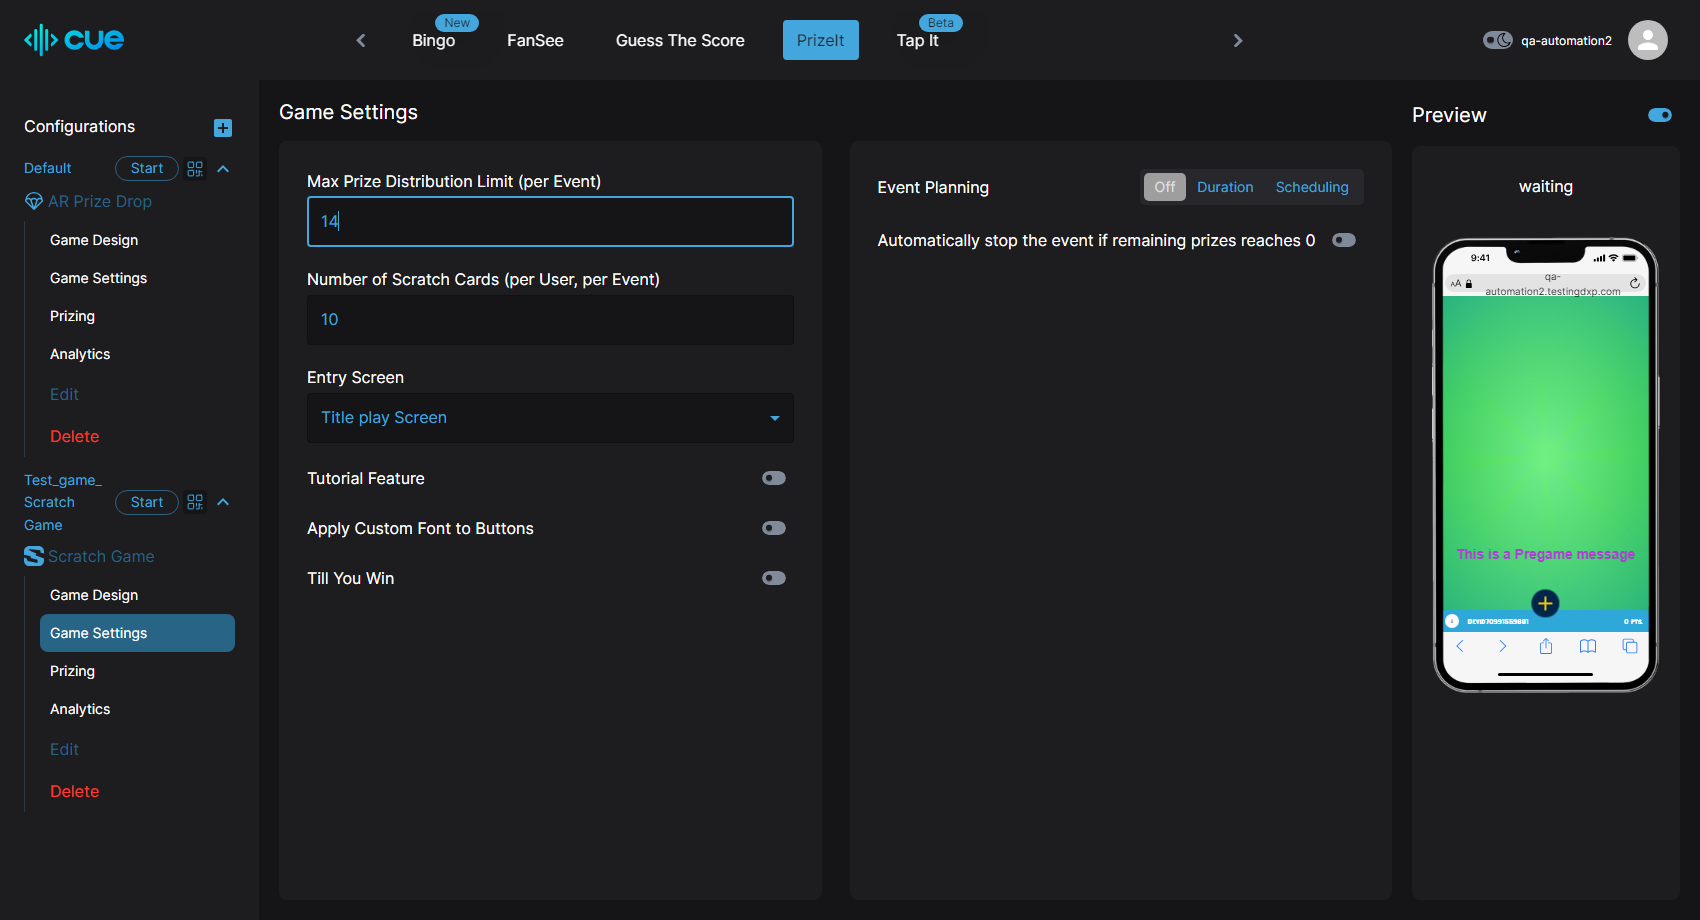 cue
New
Bingo
FanSee
Guess The Score
PrizeIt
Beta
Tap It
qa-automation2
Configurations
Default
Start
AR Prize Drop
Game Design
Game Settings
Prizing
Analytics
Edit
Delete
Test_game_
Scratch
Game
Start
Scratch Game
Game Design
Game Settings
Prizing
Analytics
Edit
Delete
Game Settings
Max Prize Distribution Limit (per Event)
14
Number of Scratch Cards (per User, per Event)
10
Entry Screen
Title play Screen
Tutorial Feature
Apply Custom Font to Buttons
Till You Win
Event Planning
Off
Duration
Scheduling
Automatically stop the event if remaining prizes reaches 0
Preview
waiting
9:41
AA
qa-
automation2.testingdxp.com
This is a Pregame message
0 PTS.